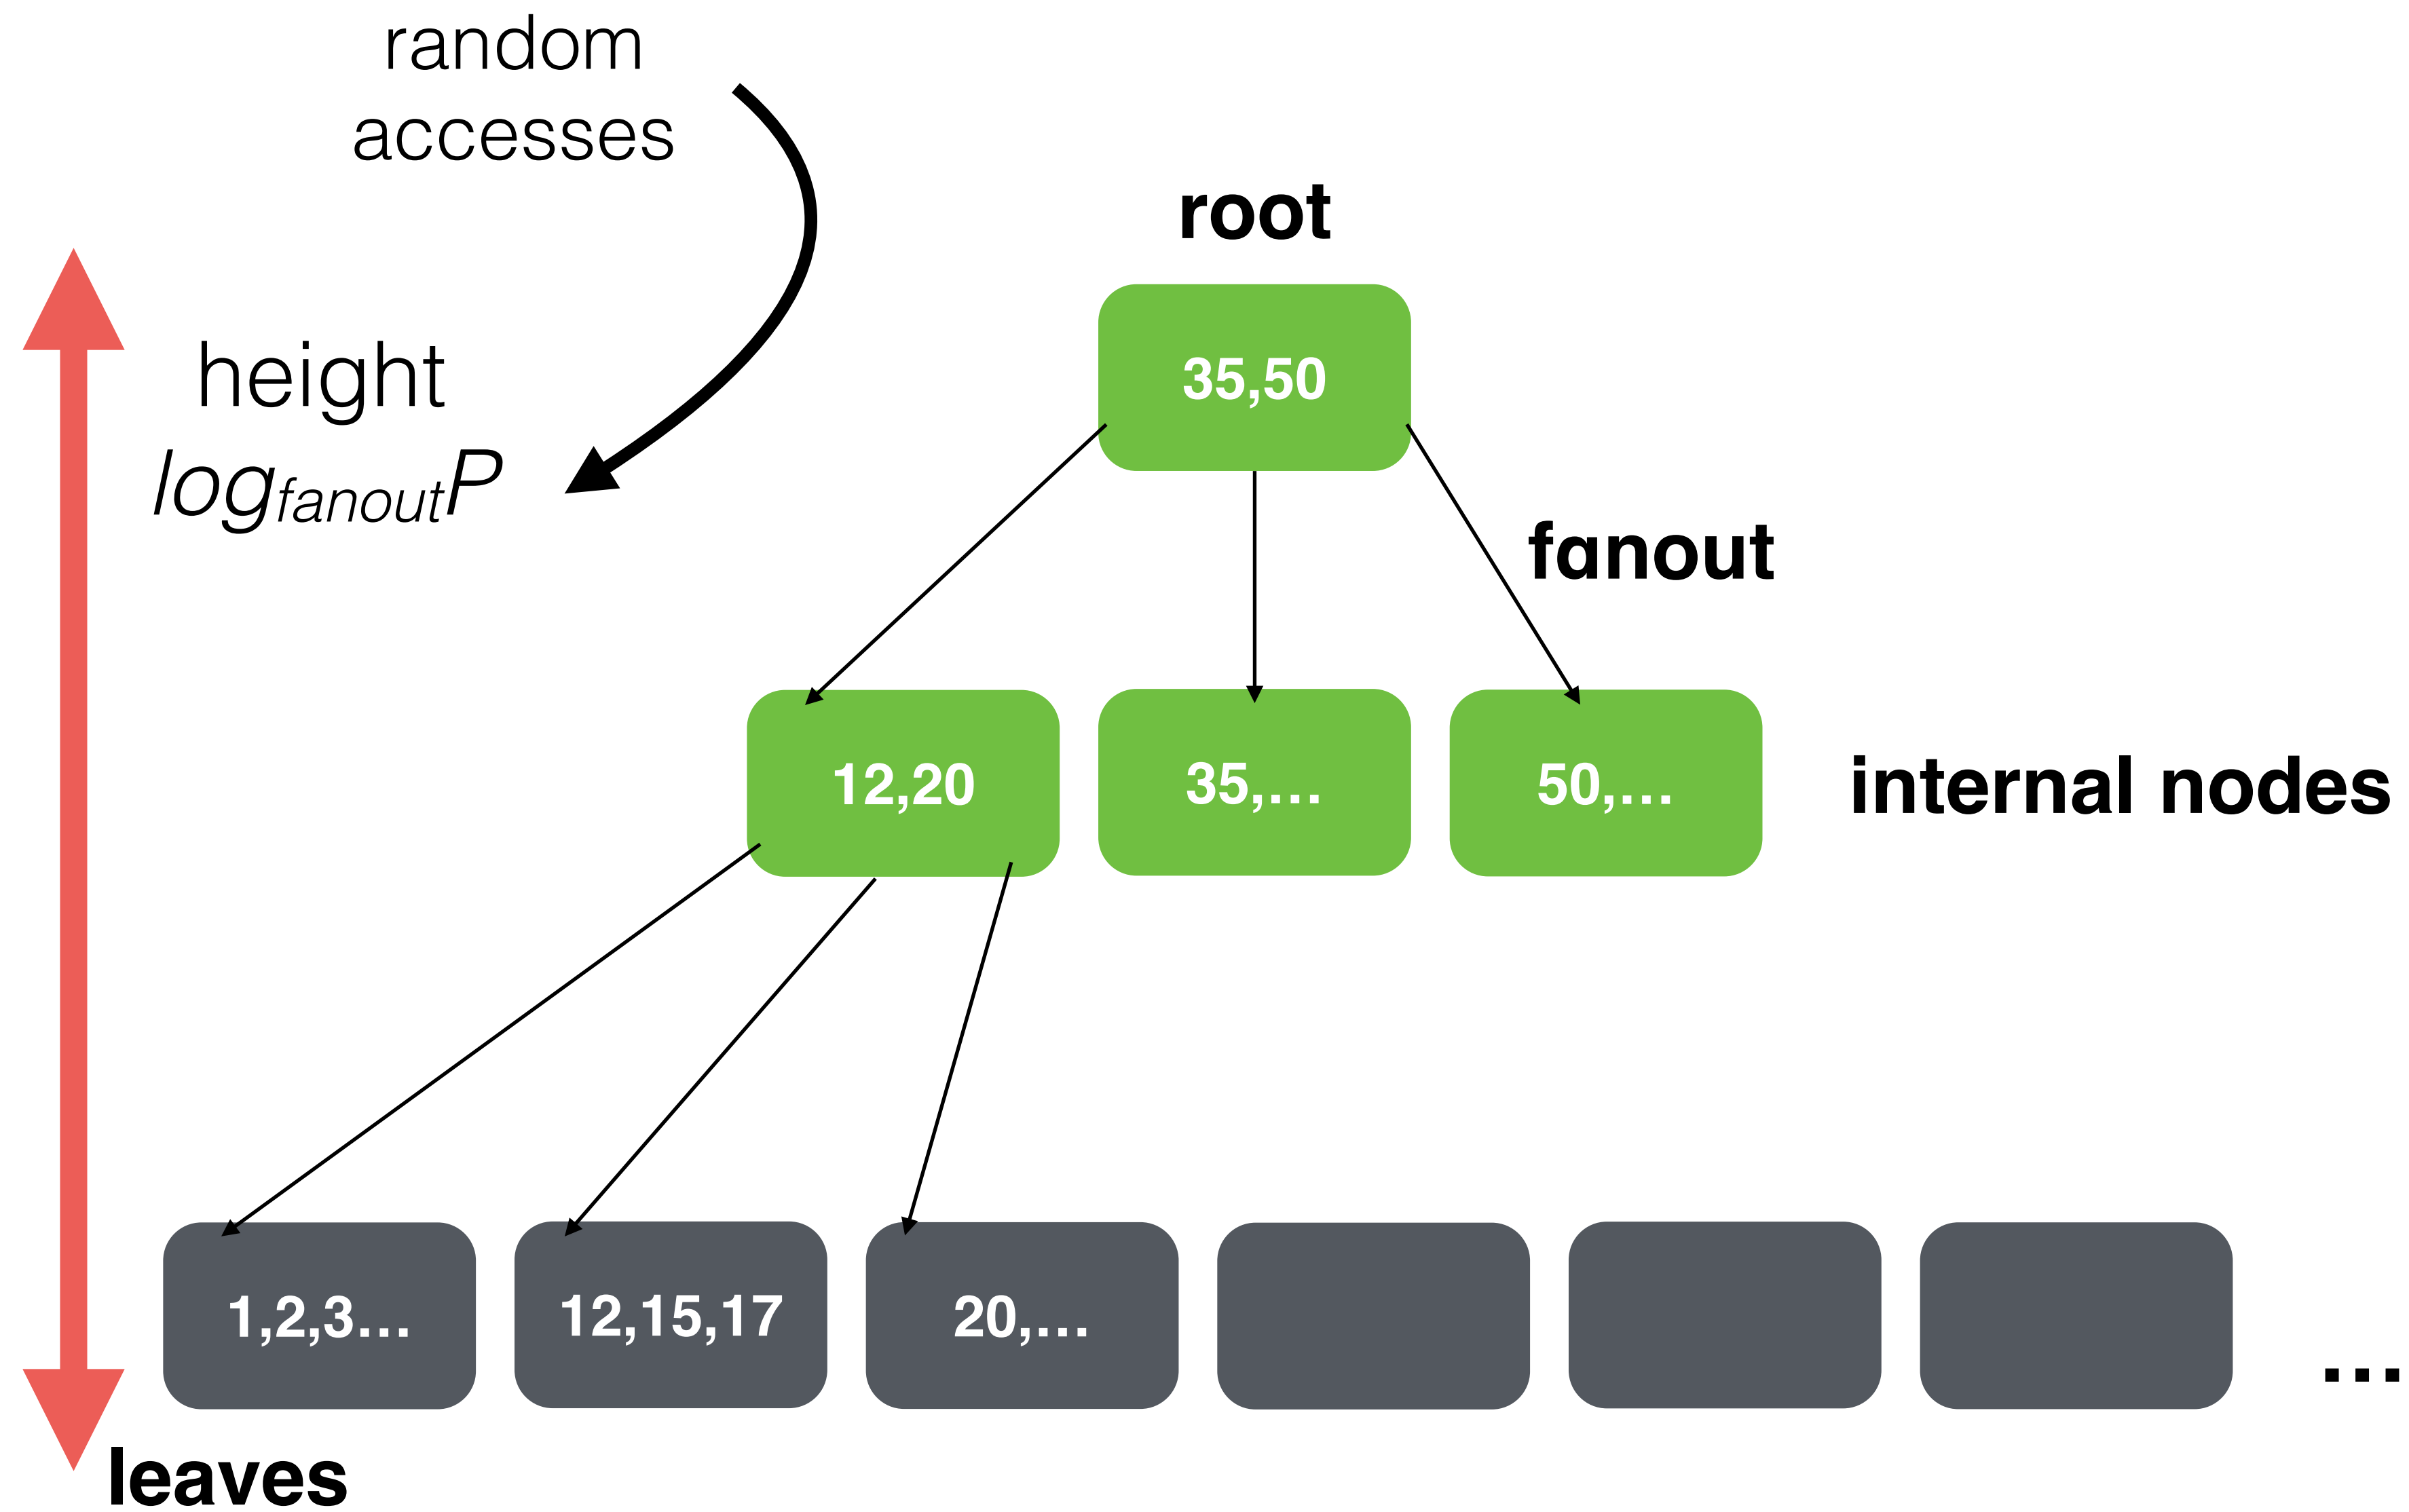 random
accesses
root
height
log_fanout P
35,50
fanout
12,20
35,…
50,…
internal nodes
1,2,3…
12,15,17
20,…
…
leaves